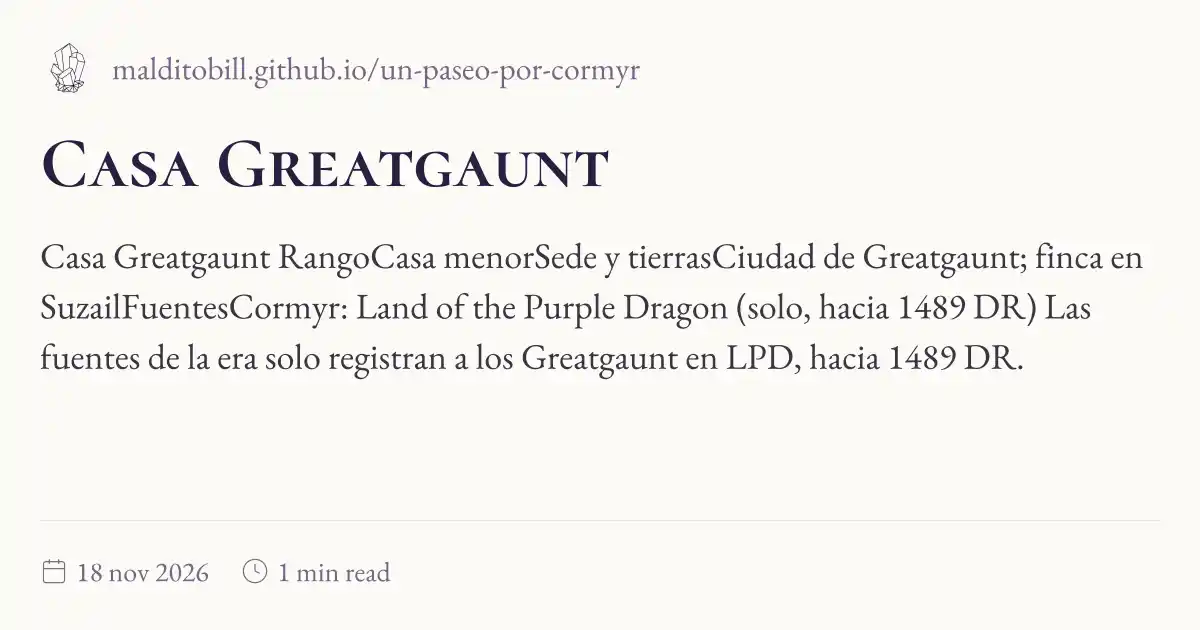 malditobill.github.io/un-paseo-por-cormyr
Casa Greatgaunt
Casa Greatgaunt RangoCasa menorSede y tierrasCiudad de Greatgaunt; finca en
SuzailFuentesCormyr: Land of the Purple Dragon (solo, hacia 1489 DR) Las
fuentes de la era solo registran a los Greatgaunt en LPD, hacia 1489 DR.
18 nov 2026 1 min read